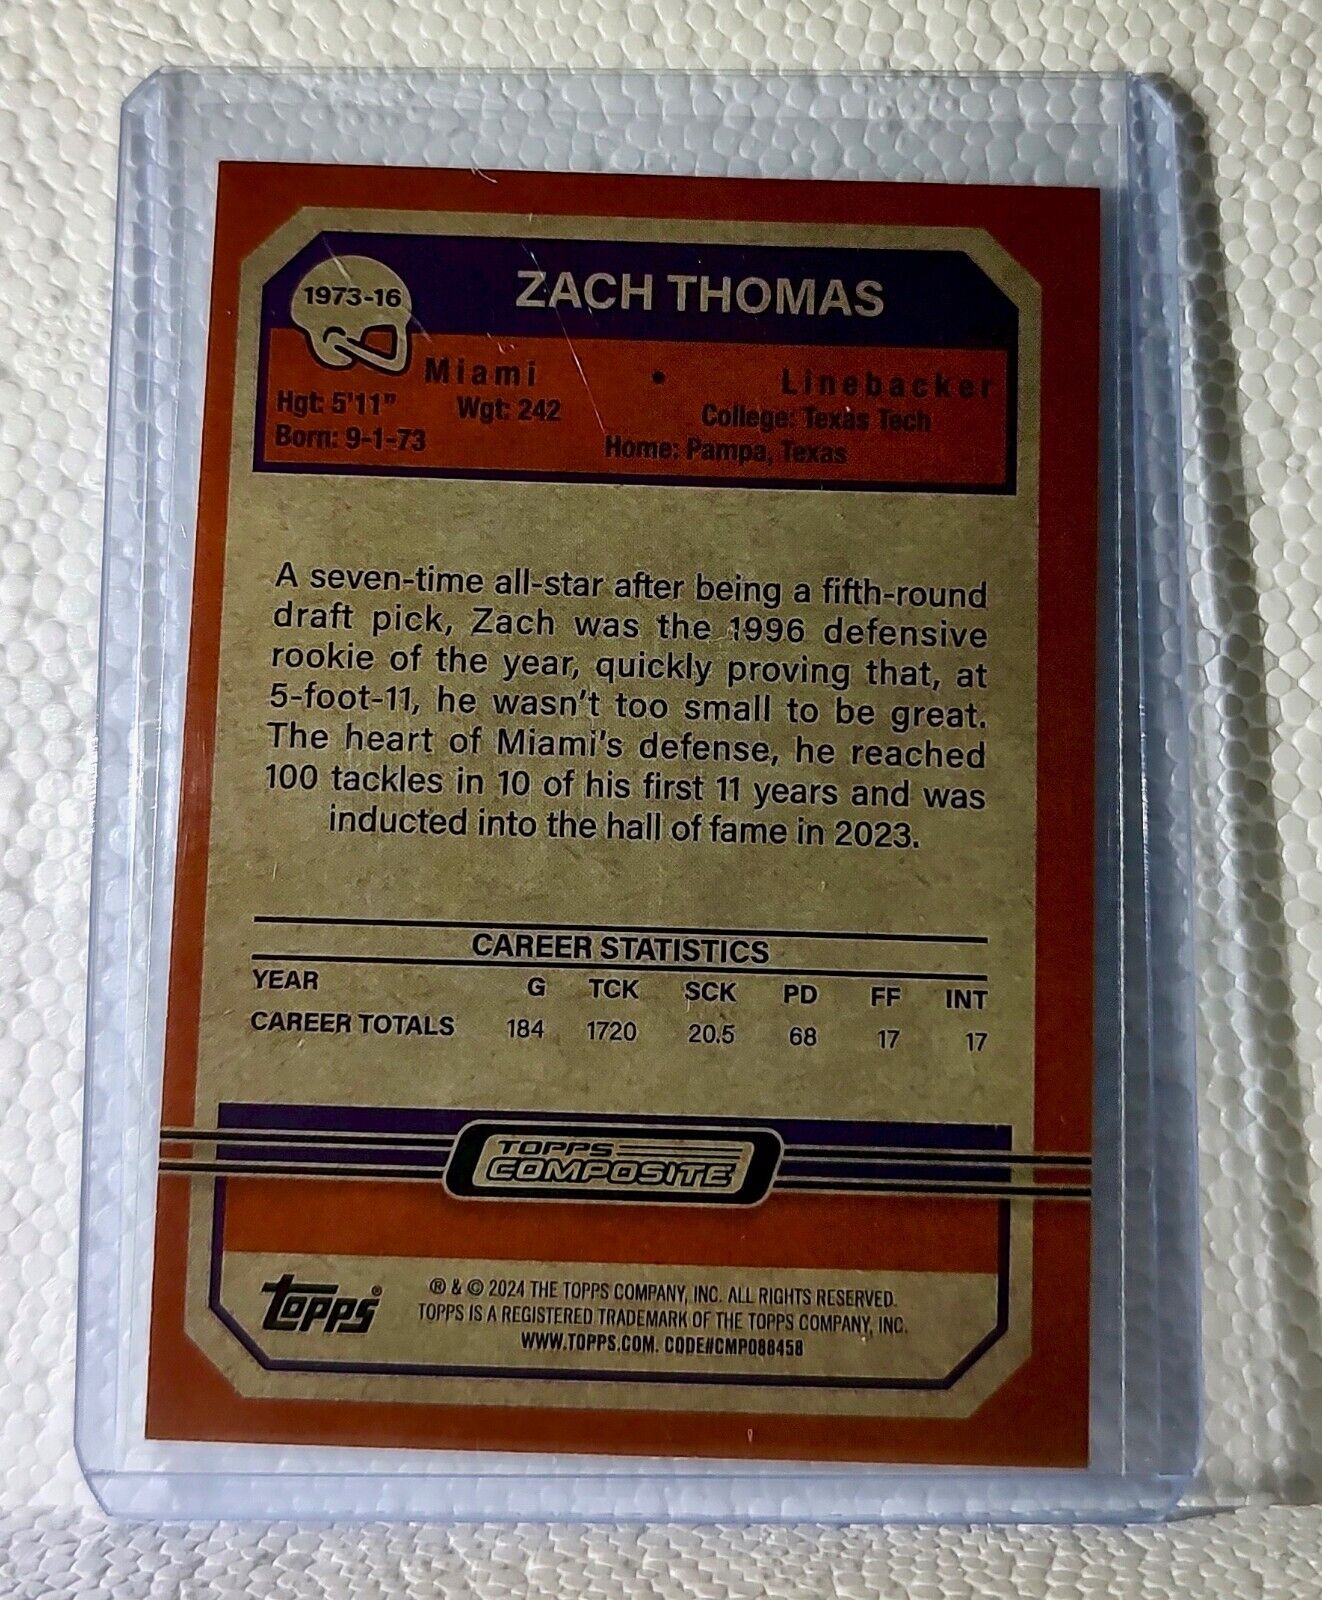 1973-16
ZACH THOMAS
Miami • Linebacker
Hgt: 5'11" Wgt: 242 College: Texas Tech
Born: 9-1-73 Home: Pampa, Texas
A seven-time all-star after being a fifth-round
draft pick, Zach was the 1996 defensive
rookie of the year, quickly proving that, at
5-foot-11, he wasn't too small to be great.
The heart of Miami's defense, he reached
100 tackles in 10 of his first 11 years and was
inducted into the hall of fame in 2023.
CAREER STATISTICS
YEAR G TCK SCK PD FF INT
CAREER TOTALS 184 1720 20.5 68 17 17
TOPPS
COMPOSITE
topps®
® & © 2024 THE TOPPS COMPANY, INC. ALL RIGHTS RESERVED.
TOPPS IS A REGISTERED TRADEMARK OF THE TOPPS COMPANY, INC.
WWW.TOPPS.COM. CODE#CMP088458